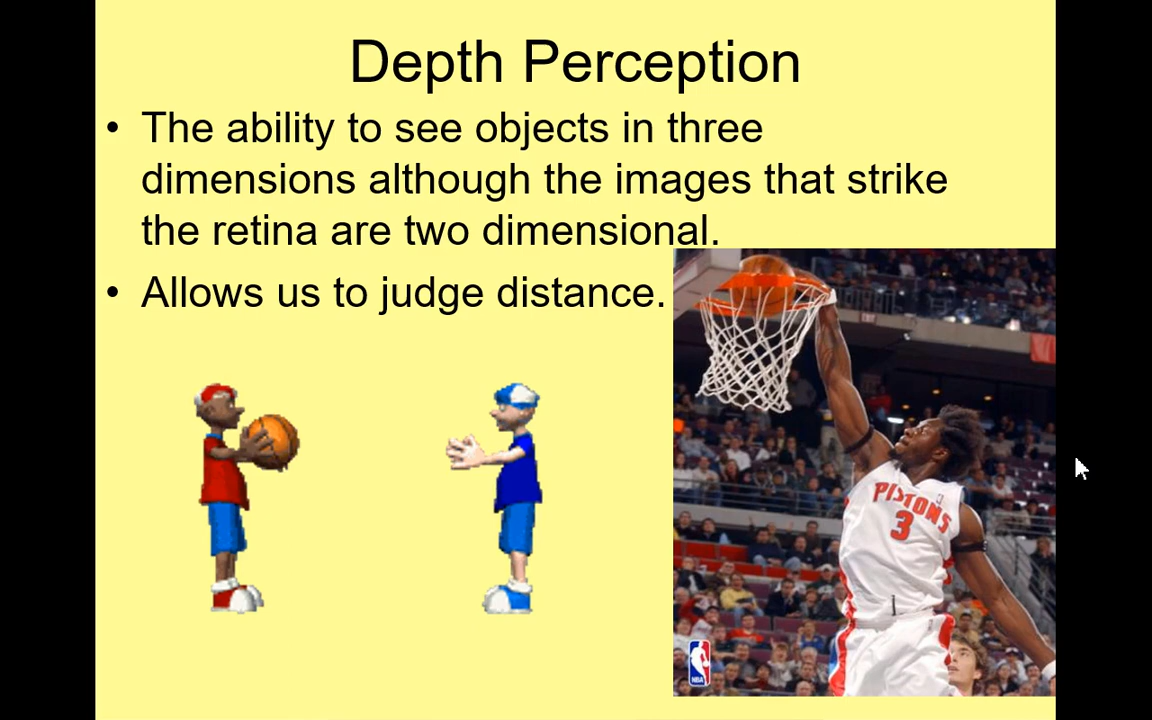 Depth Perception
• The ability to see objects in three
dimensions although the images that strike
the retina are two dimensional.
• Allows us to judge distance.
PISTONS
3
NBA